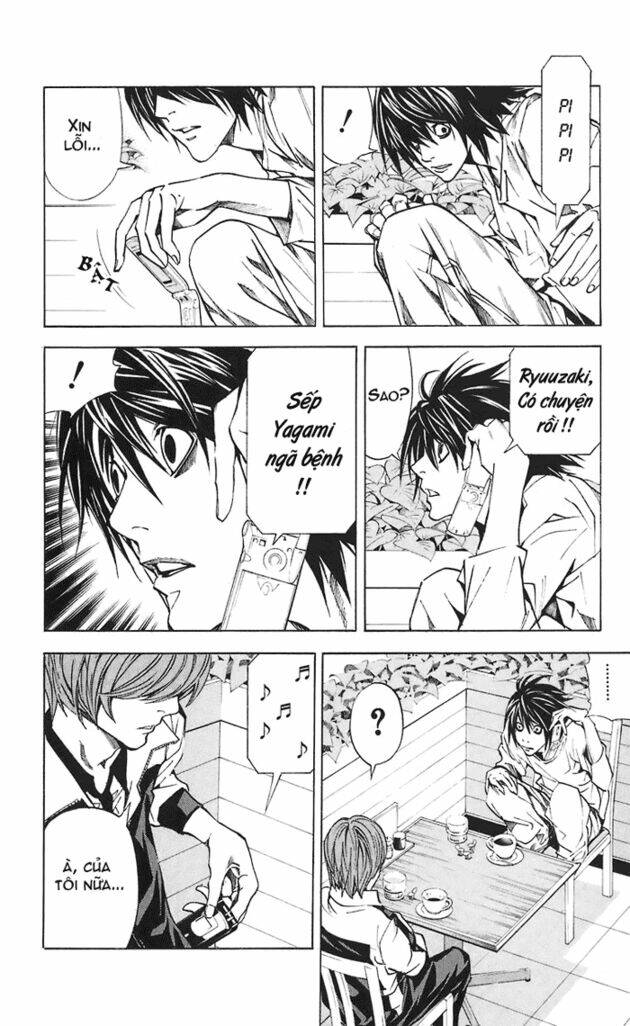 PI
PI
PI
!
XIN
LỖI...
BẬT
Ryuuzaki,
Có chuyện
rồi !!
SAO?
Sếp
Yagami
ngã bệnh
!!
!
?
À, CỦA
TÔI NỮA...